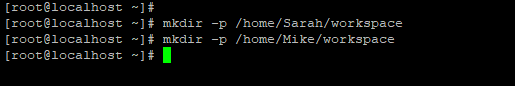 [root@localhost ~]#
[root@localhost ~]# mkdir -p /home/Sarah/workspace
[root@localhost ~]# mkdir -p /home/Mike/workspace
[root@localhost ~]#